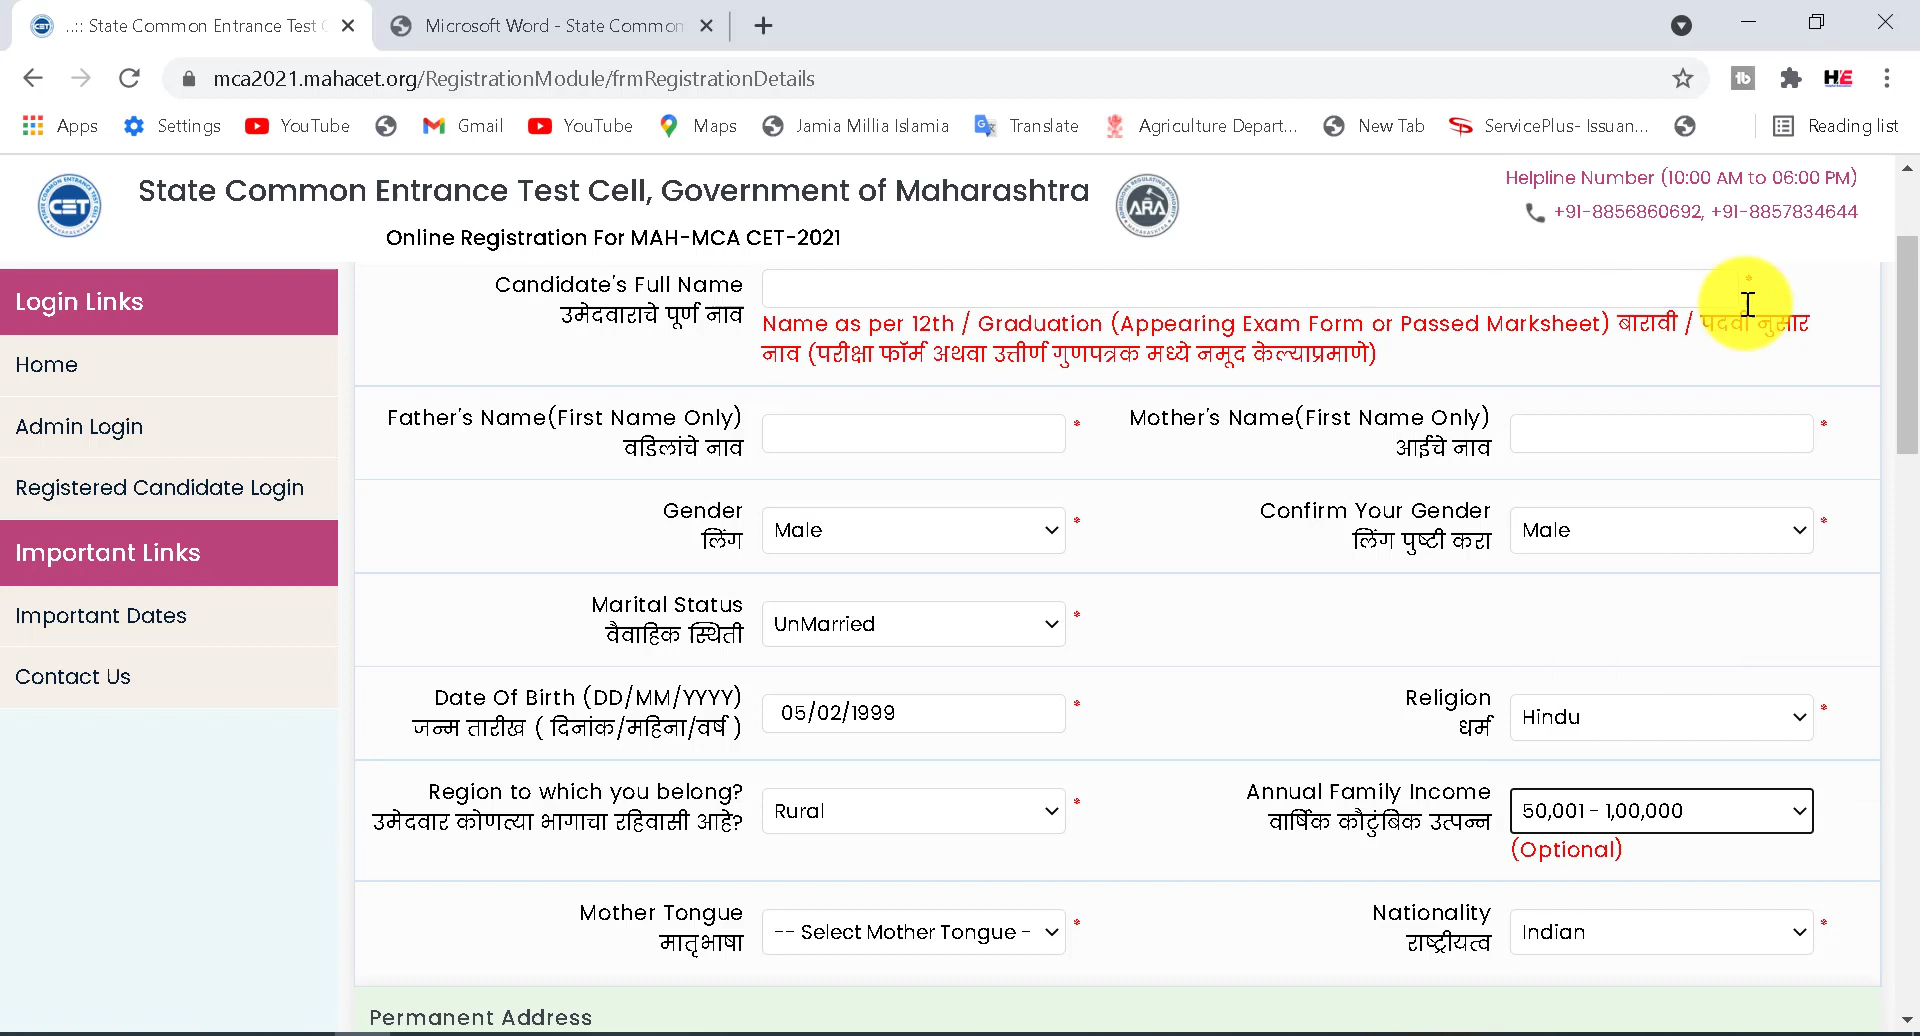 ..:: State Common Entrance Test C
Microsoft Word - State Common
mca2021.mahacet.org/RegistrationModule/frmRegistrationDetails
Apps Settings YouTube Gmail YouTube Maps Jamia Millia Islamia Translate Agriculture Depart... New Tab ServicePlus- Issuan... Reading list
State Common Entrance Test Cell, Government of Maharashtra
Online Registration For MAH-MCA CET-2021
CET
ARA
Helpline Number (10:00 AM to 06:00 PM)
+91-8856860692, +91-8857834644
Login Links
Home
Admin Login
Registered Candidate Login
Important Links
Important Dates
Contact Us
Candidate's Full Name *
उमेदवाराचे पूर्ण नाव
Name as per 12th / Graduation (Appearing Exam Form or Passed Marksheet) बारावी / पदवी नुसार
नाव (परीक्षा फॉर्म अथवा उत्तीर्ण गुणपत्रक मध्ये नमूद केल्याप्रमाणे)
Father's Name(First Name Only) *
वडिलांचे नाव
Mother's Name(First Name Only) *
आईचे नाव
Gender
लिंग
Male *
Confirm Your Gender
लिंग पुष्टी करा
Male *
Marital Status
वैवाहिक स्थिती
UnMarried *
Date Of Birth (DD/MM/YYYY)
जन्म तारीख ( दिनांक/महिना/वर्ष )
05/02/1999 *
Religion
धर्म
Hindu *
Region to which you belong?
उमेदवार कोणत्या भागाचा रहिवासी आहे?
Rural *
Annual Family Income
वार्षिक कौटुंबिक उत्पन्न
50,001 - 1,00,000
(Optional)
Mother Tongue
मातृभाषा
-- Select Mother Tongue - *
Nationality
राष्ट्रीयत्व
Indian *
Permanent Address